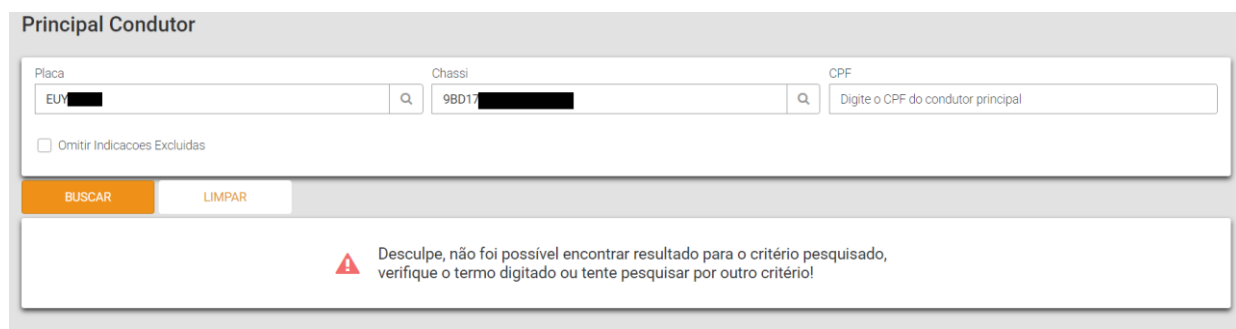 Principal Condutor
Placa Chassi CPF
EUY 9BD17 Digite o CPF do condutor principal
Omitir Indicacoes Excluidas
BUSCAR LIMPAR
Desculpe, não foi possível encontrar resultado para o critério pesquisado,
verifique o termo digitado ou tente pesquisar por outro critério!